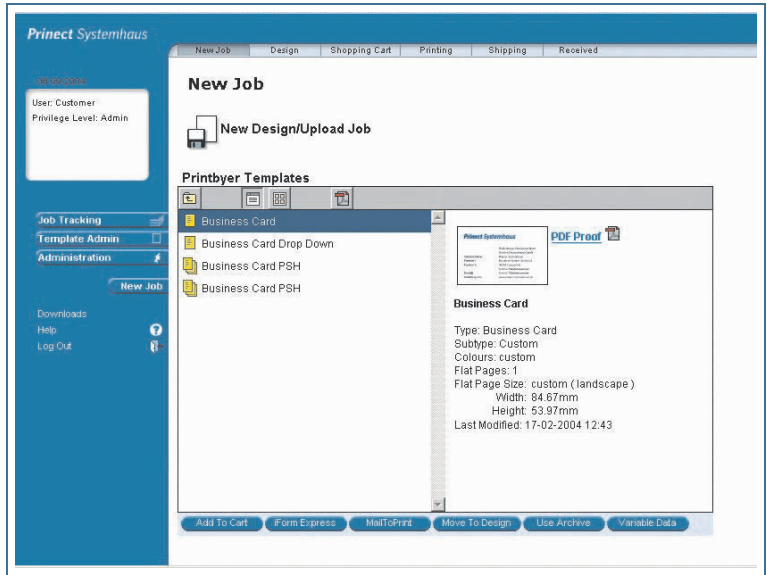 Prinect Systemhaus
New Job Design Shopping Cart Printing Shipping Received
User: Customer
Privilege Level: Admin
Job Tracking
Template Admin
Administration
New Job
Downloads
Help
Log Out
New Job
New Design/Upload Job
Printbyer Templates
Business Card
Business Card Drop Down
Business Card PSH
Business Card PSH
Prinect Systemhaus
PDF Proof
Business Card
Type: Business Card
Subtype: Custom
Colours: custom
Flat Pages: 1
Flat Page Size: custom ( landscape )
Width: 84.67mm
Height: 53.97mm
Last Modified: 17-02-2004 12:43
Add To Cart iForm Express MailToPrint Move To Design Use Archive Variable Data